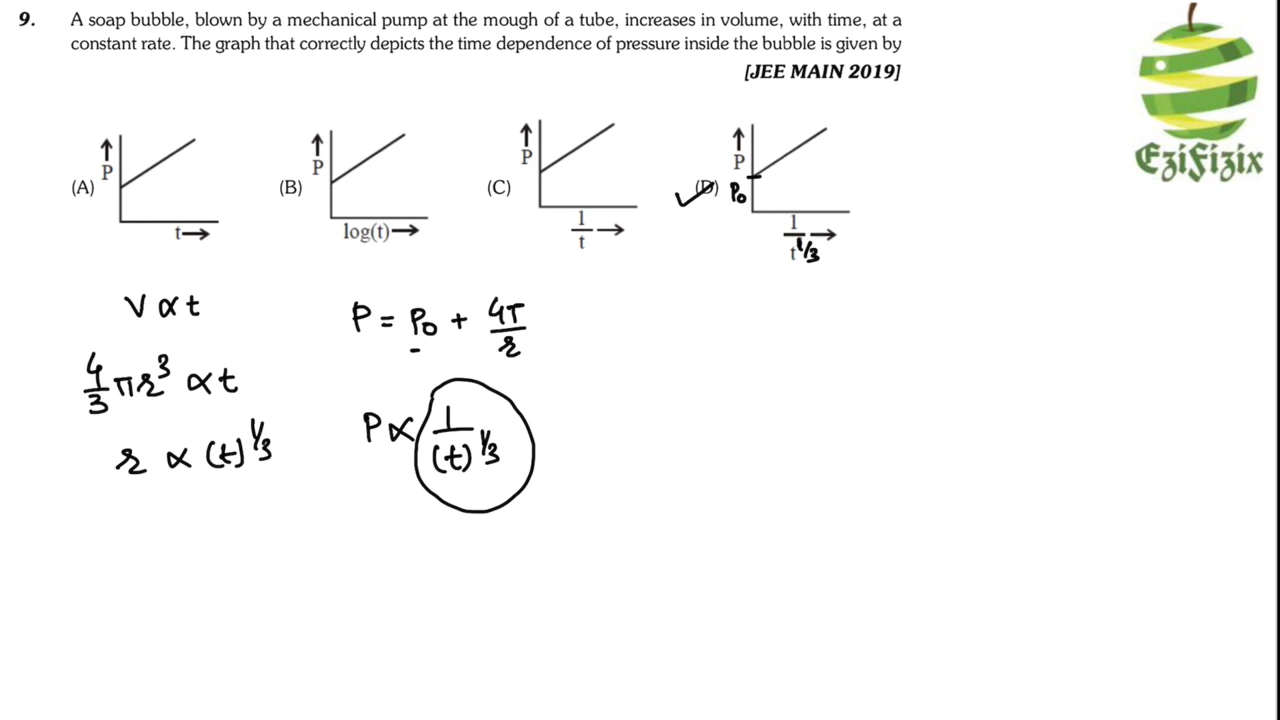 9. A soap bubble, blown by a mechanical pump at the mough of a tube, increases in volume, with time, at a
constant rate. The graph that correctly depicts the time dependence of pressure inside the bubble is given by
[JEE MAIN 2019]
EziFizix
(A) ↑ P t→
(B) ↑ P log(t)→
(C) ↑ P 1/t →
(D) ↑ P P₀ 1/t^1/3 →
V ∝ t
P = P₀ + 4T/r
4/3 πr³ ∝ t
P ∝ 1/(t)^1/3
r ∝ (t)^1/3